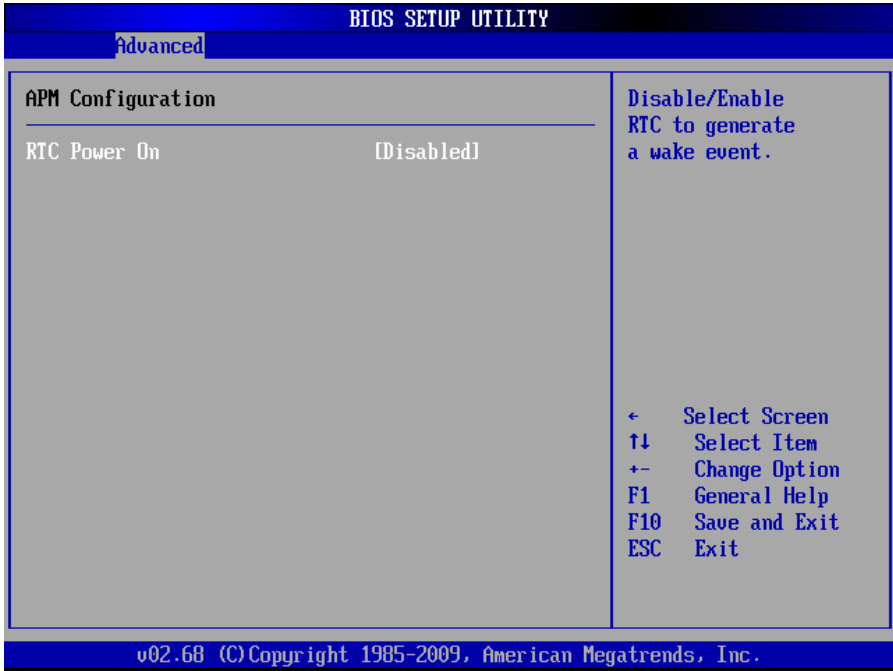 BIOS SETUP UTILITY
Advanced
APM Configuration
RTC Power On [Disabled]
Disable/Enable
RTC to generate
a wake event.
← Select Screen
↑↓ Select Item
+- Change Option
F1 General Help
F10 Save and Exit
ESC Exit
v02.68 (C)Copyright 1985-2009, American Megatrends, Inc.